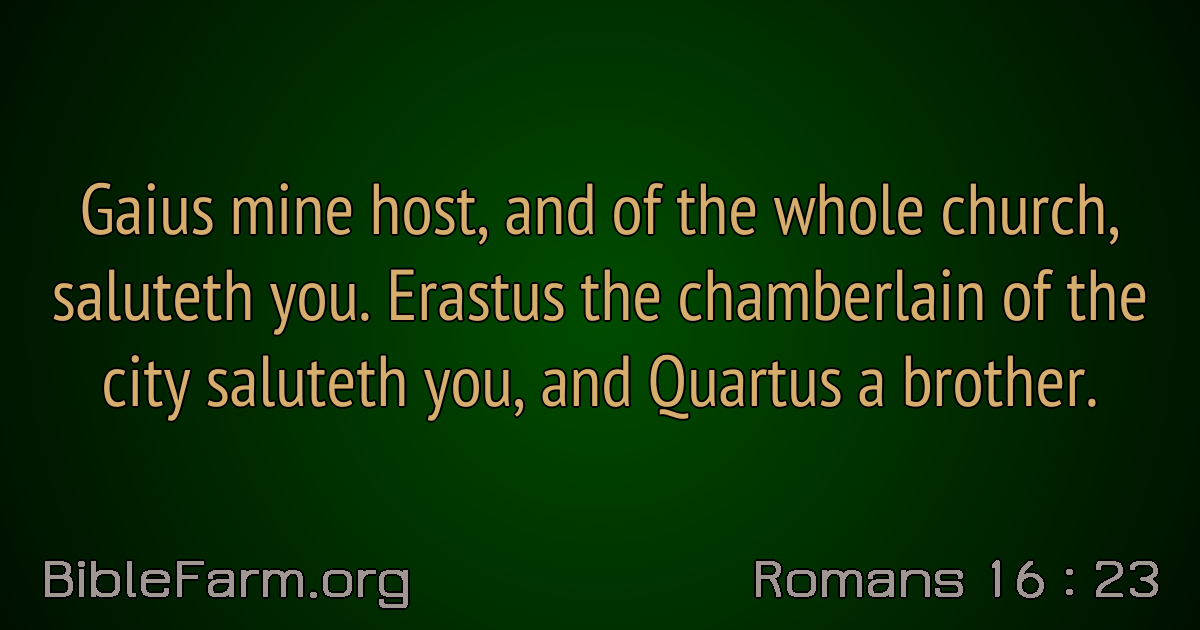 Gaius mine host, and of the whole church,
saluteth you. Erastus the chamberlain of the
city saluteth you, and Quartus a brother.
BibleFarm.org
Romans 16 : 23